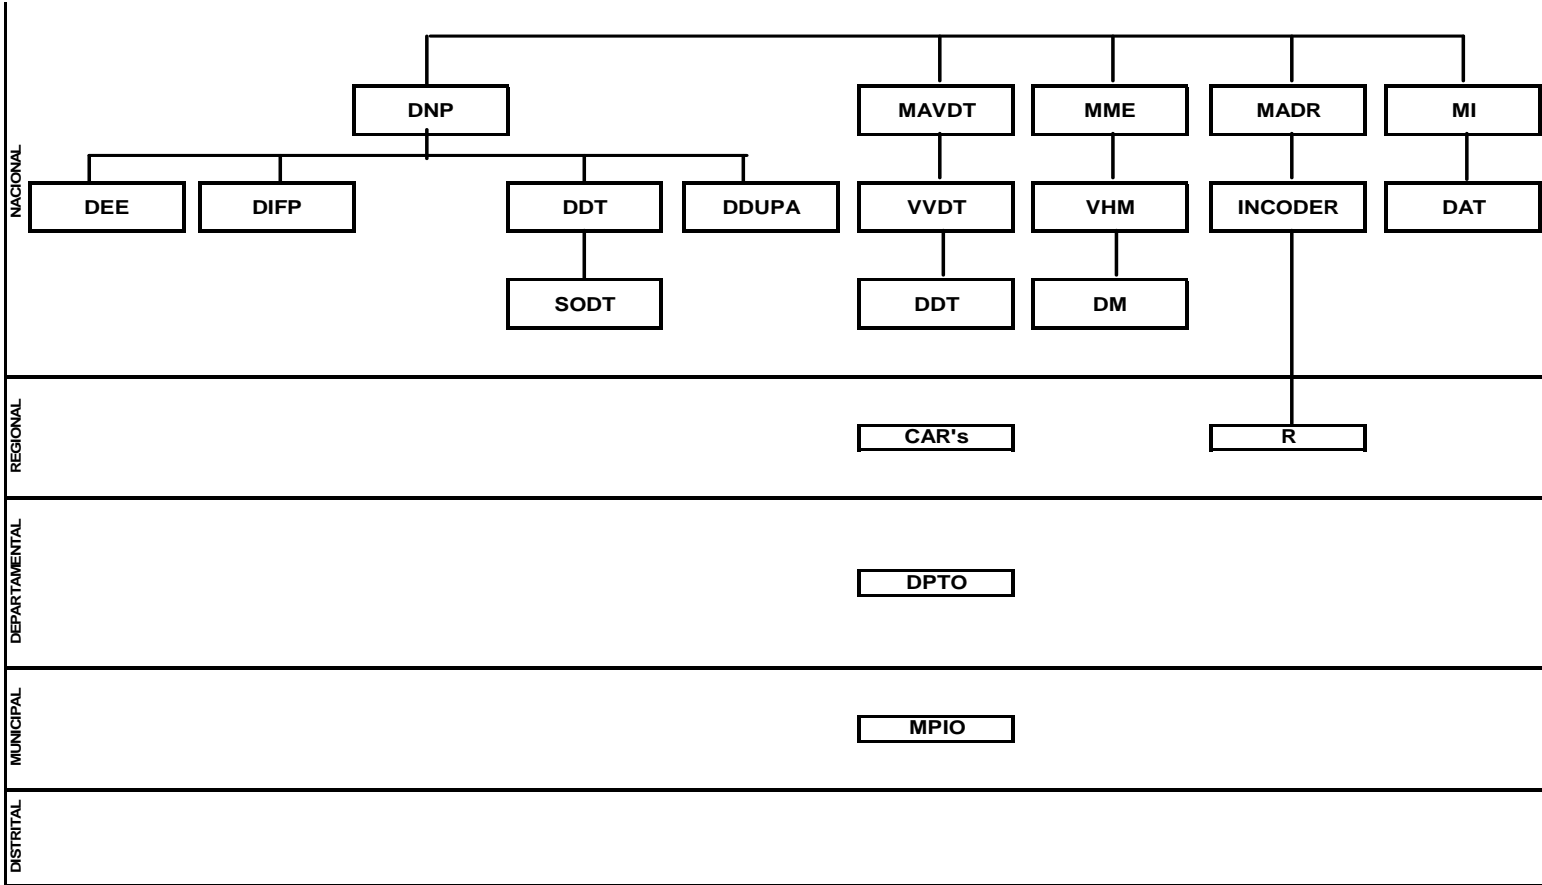 NACIONAL
DNP MAVDT MME MADR MI
DEE DIFP DDT DDUPA VVDT VHM INCODER DAT
SODT DDT DM
REGIONAL
CAR's R
DEPARTAMENTAL
DPTO
MUNICIPAL
MPIO
DISTRITAL